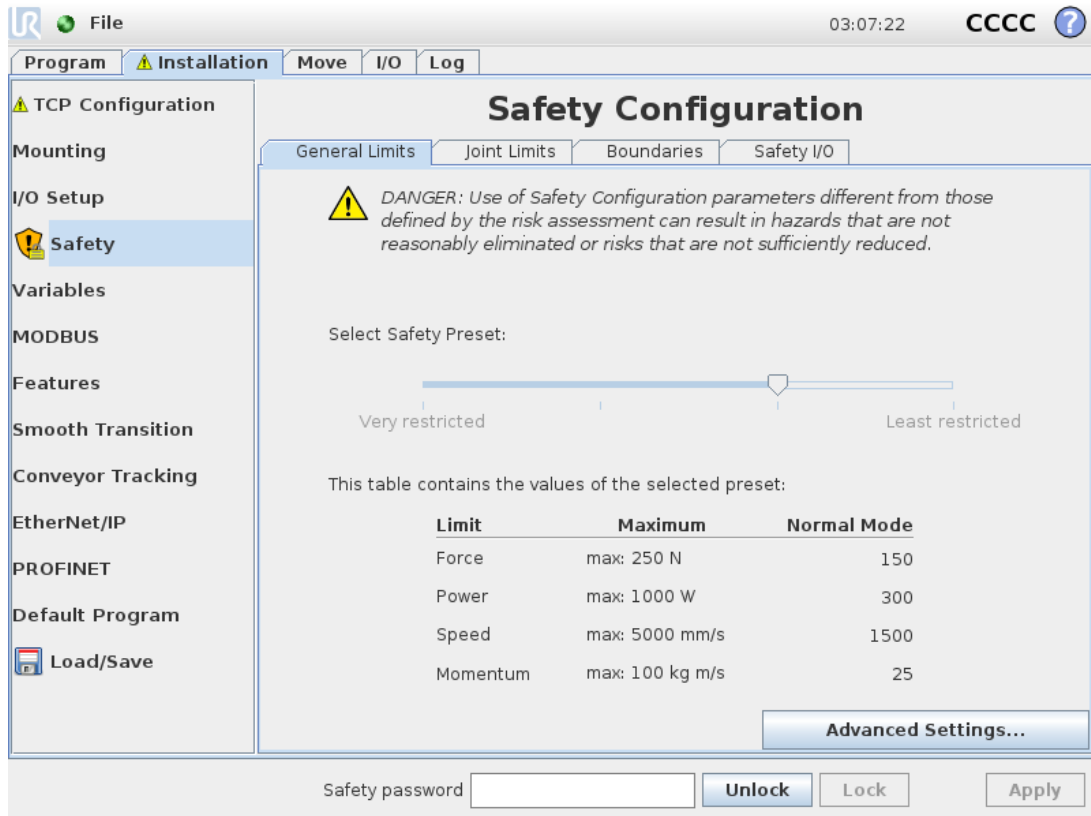 UR File 03:07:22 CCCC ?
Program Installation Move I/O Log
TCP Configuration
Mounting
I/O Setup
Safety
Variables
MODBUS
Features
Smooth Transition
Conveyor Tracking
EtherNet/IP
PROFINET
Default Program
Load/Save
Safety Configuration
General Limits Joint Limits Boundaries Safety I/O
DANGER: Use of Safety Configuration parameters different from those
defined by the risk assessment can result in hazards that are not
reasonably eliminated or risks that are not sufficiently reduced.
Select Safety Preset:
Very restricted Least restricted
This table contains the values of the selected preset:
Limit Maximum Normal Mode
Force max: 250 N 150
Power max: 1000 W 300
Speed max: 5000 mm/s 1500
Momentum max: 100 kg m/s 25
Advanced Settings...
Safety password Unlock Lock Apply